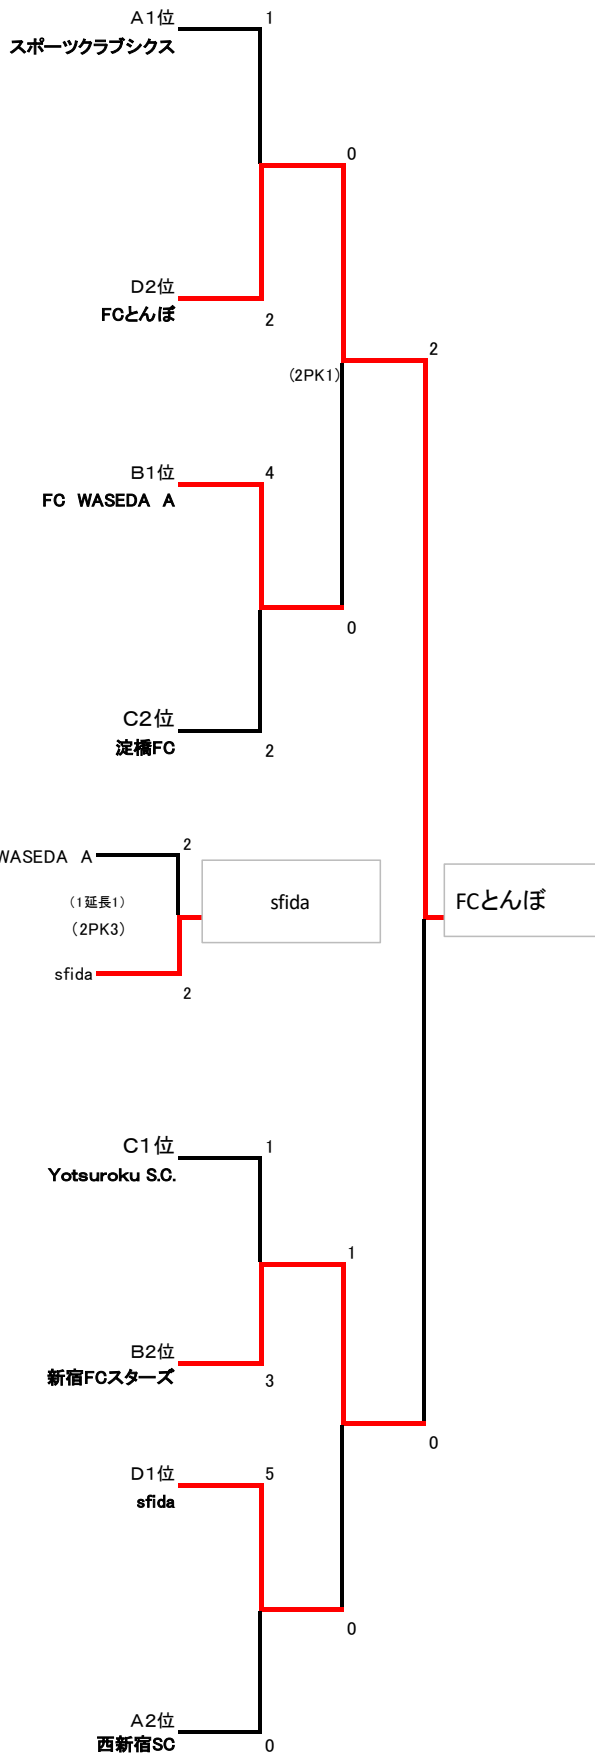 A1位
1
スポーツクラブシクス
0
D2位
FCとんぼ
2
2
(2PK1)
B1位
4
FC WASEDA A
0
C2位
淀橋FC
2
WASEDA A
2
(1延長1)
(2PK3)
sfida
FCとんぼ
sfida
2
C1位
1
Yotsuroku S.C.
1
B2位
新宿FCスターズ
3
0
D1位
5
sfida
0
A2位
西新宿SC
0